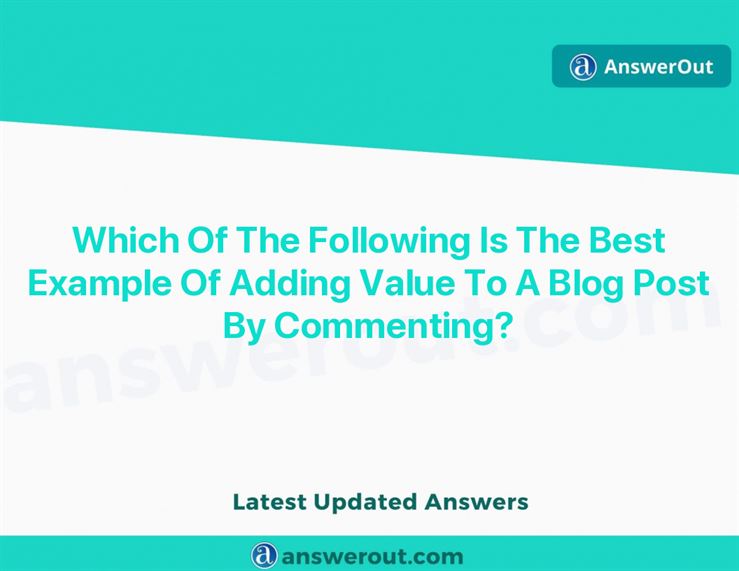 AnswerOut
Which Of The Following Is The Best
Example Of Adding Value To A Blog Post
By Commenting?
answerout.com
Latest Updated Answers
answerout.com